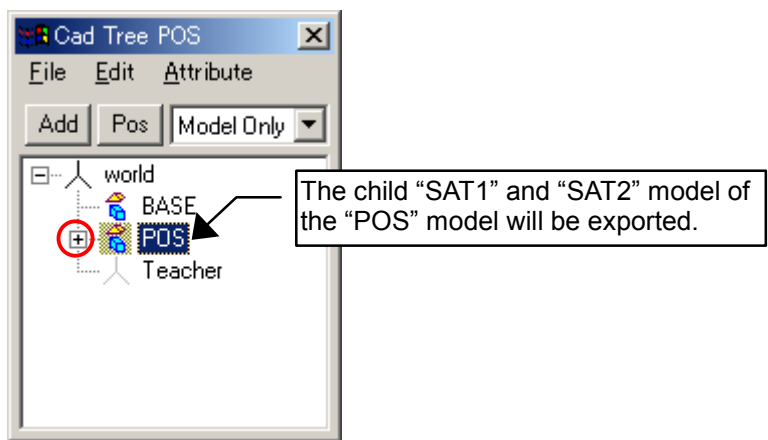 Cad Tree POS
File Edit Attribute
Add Pos Model Only
world
BASE
POS
Teacher
The child “SAT1” and “SAT2” model of
the “POS” model will be exported.